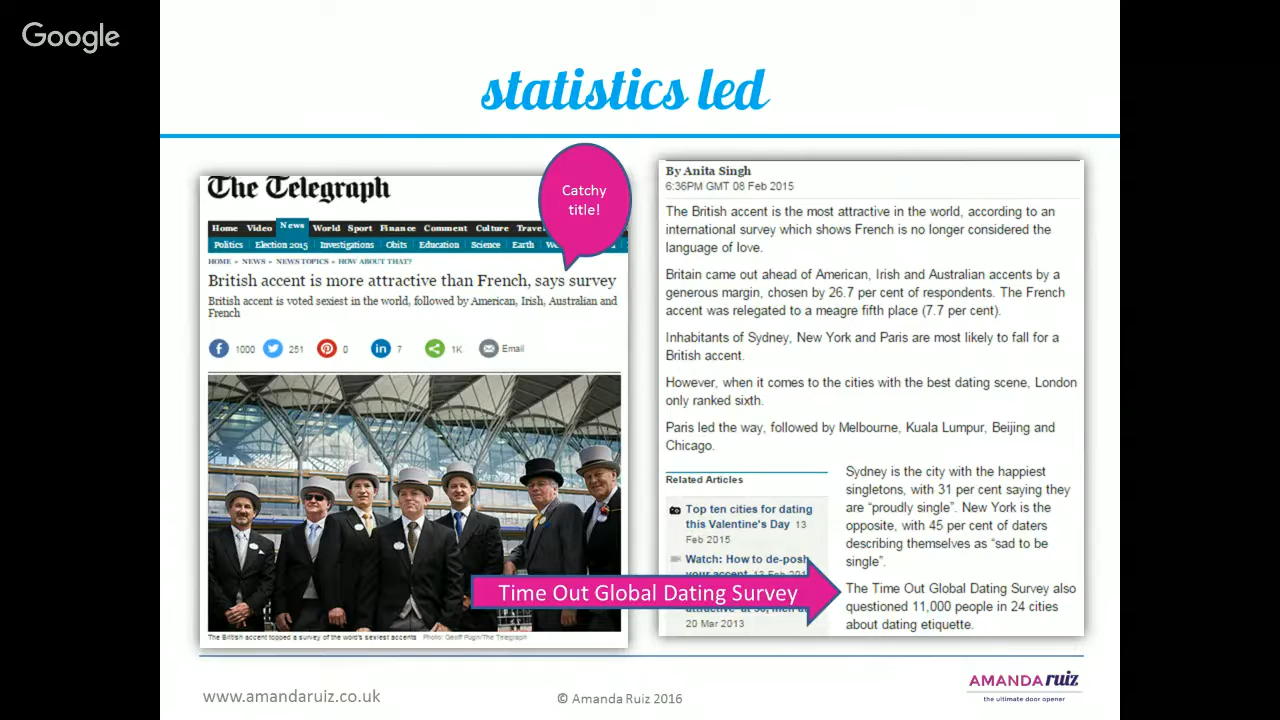 Google
statistics led
Catchy
title!
The Telegraph
Home Video News World Sport Finance Comment Culture
Politics Election 2015 Investigations Obits Education Science Earth
HOME » NEWS » NEWS TOPICS » HOW ABOUT THAT?
British accent is more attractive than French, says survey
British accent is voted sexiest in the world, followed by American, Irish, Australian and
French
1000 251 0 7 1K Email
The British accent topped a survey of the word's sexiest accents Photo: Geoff Pugh/The Telegraph
By Anita Singh
6:36PM GMT 08 Feb 2015
The British accent is the most attractive in the world, according to an
international survey which shows French is no longer considered the
language of love.
Britain came out ahead of American, Irish and Australian accents by a
generous margin, chosen by 26.7 per cent of respondents. The French
accent was relegated to a meagre fifth place (7.7 per cent).
Inhabitants of Sydney, New York and Paris are most likely to fall for a
British accent.
However, when it comes to the cities with the best dating scene, London
only ranked sixth.
Paris led the way, followed by Melbourne, Kuala Lumpur, Beijing and
Chicago.
Related Articles
Top ten cities for dating
this Valentine's Day 13
Feb 2015
Watch: How to de-posh
your accent 13 Feb
20 Mar 2013
Sydney is the city with the happiest
singletons, with 31 per cent saying they
are “proudly single”. New York is the
opposite, with 45 per cent of daters
describing themselves as “sad to be
single”.
The Time Out Global Dating Survey also
questioned 11,000 people in 24 cities
about dating etiquette.
Time Out Global Dating Survey
www.amandaruiz.co.uk
© Amanda Ruiz 2016
AMANDA ruiz
the ultimate door opener